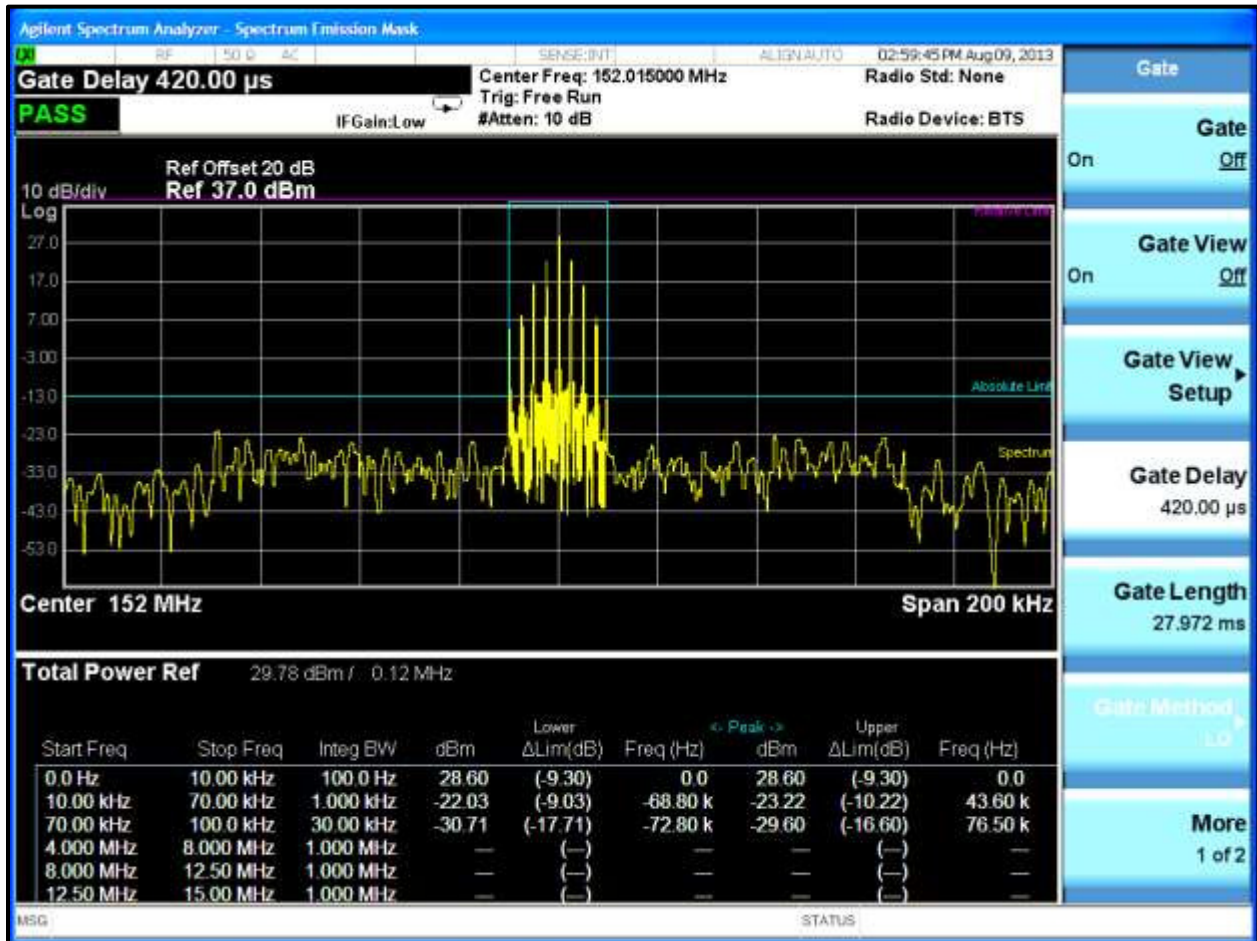 Agilent Spectrum Analyzer - Spectrum Emission Mask
RF 50 Ω AC SENSE:INT ALIGN AUTO 02:59:45 PM Aug 09, 2013
Gate Delay 420.00 µs Center Freq: 152.015000 MHz Radio Std: None
Trig: Free Run
PASS IFGain:Low #Atten: 10 dB Radio Device: BTS
Ref Offset 20 dB
10 dB/div Ref 37.0 dBm
Log
Relative Limit
27.0
17.0
7.00
-3.00
-13.0
Absolute Limit
-23.0
Spectrum
-33.0
-43.0
-53.0
Center 152 MHz Span 200 kHz
Total Power Ref 29.78 dBm / 0.12 MHz
Lower <- Peak -> Upper
Start Freq Stop Freq Integ BW dBm ΔLim(dB) Freq (Hz) dBm ΔLim(dB) Freq (Hz)
0.0 Hz 10.00 kHz 100.0 Hz 28.60 (-9.30) 0.0 28.60 (-9.30) 0.0
10.00 kHz 70.00 kHz 1.000 kHz -22.03 (-9.03) -68.80 k -23.22 (-10.22) 43.60 k
70.00 kHz 100.0 kHz 30.00 kHz -30.71 (-17.71) -72.80 k -29.60 (-16.60) 76.50 k
4.000 MHz 8.000 MHz 1.000 MHz --- (---) --- --- (---) ---
8.000 MHz 12.50 MHz 1.000 MHz --- (---) --- --- (---) ---
12.50 MHz 15.00 MHz 1.000 MHz --- (---) --- --- (---) ---
MSG STATUS
Gate
Gate
On Off
Gate View
On Off
Gate View
Setup
Gate Delay
420.00 µs
Gate Length
27.972 ms
Gate Method
LO
More
1 of 2